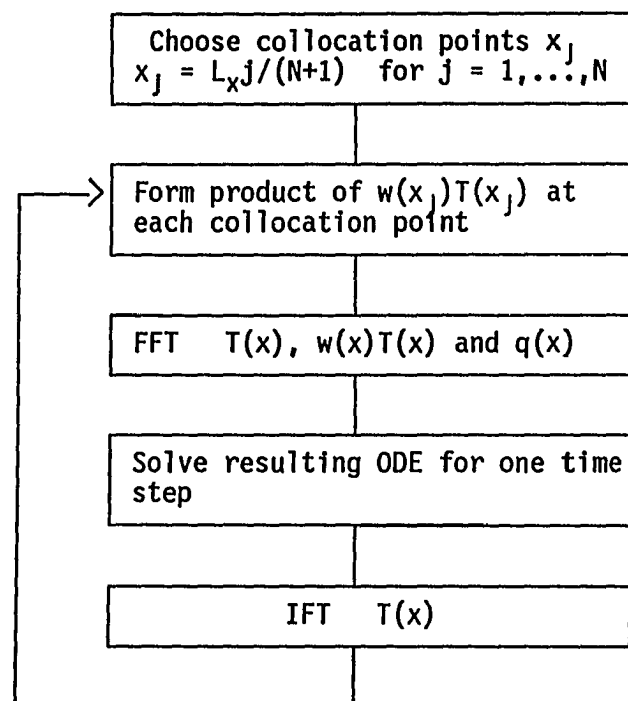 Choose collocation points x_j
x_j = L_x j/(N+1) for j = 1,...,N
Form product of w(x_j)T(x_j) at
each collocation point
FFT T(x), w(x)T(x) and q(x)
Solve resulting ODE for one time
step
IFT T(x)